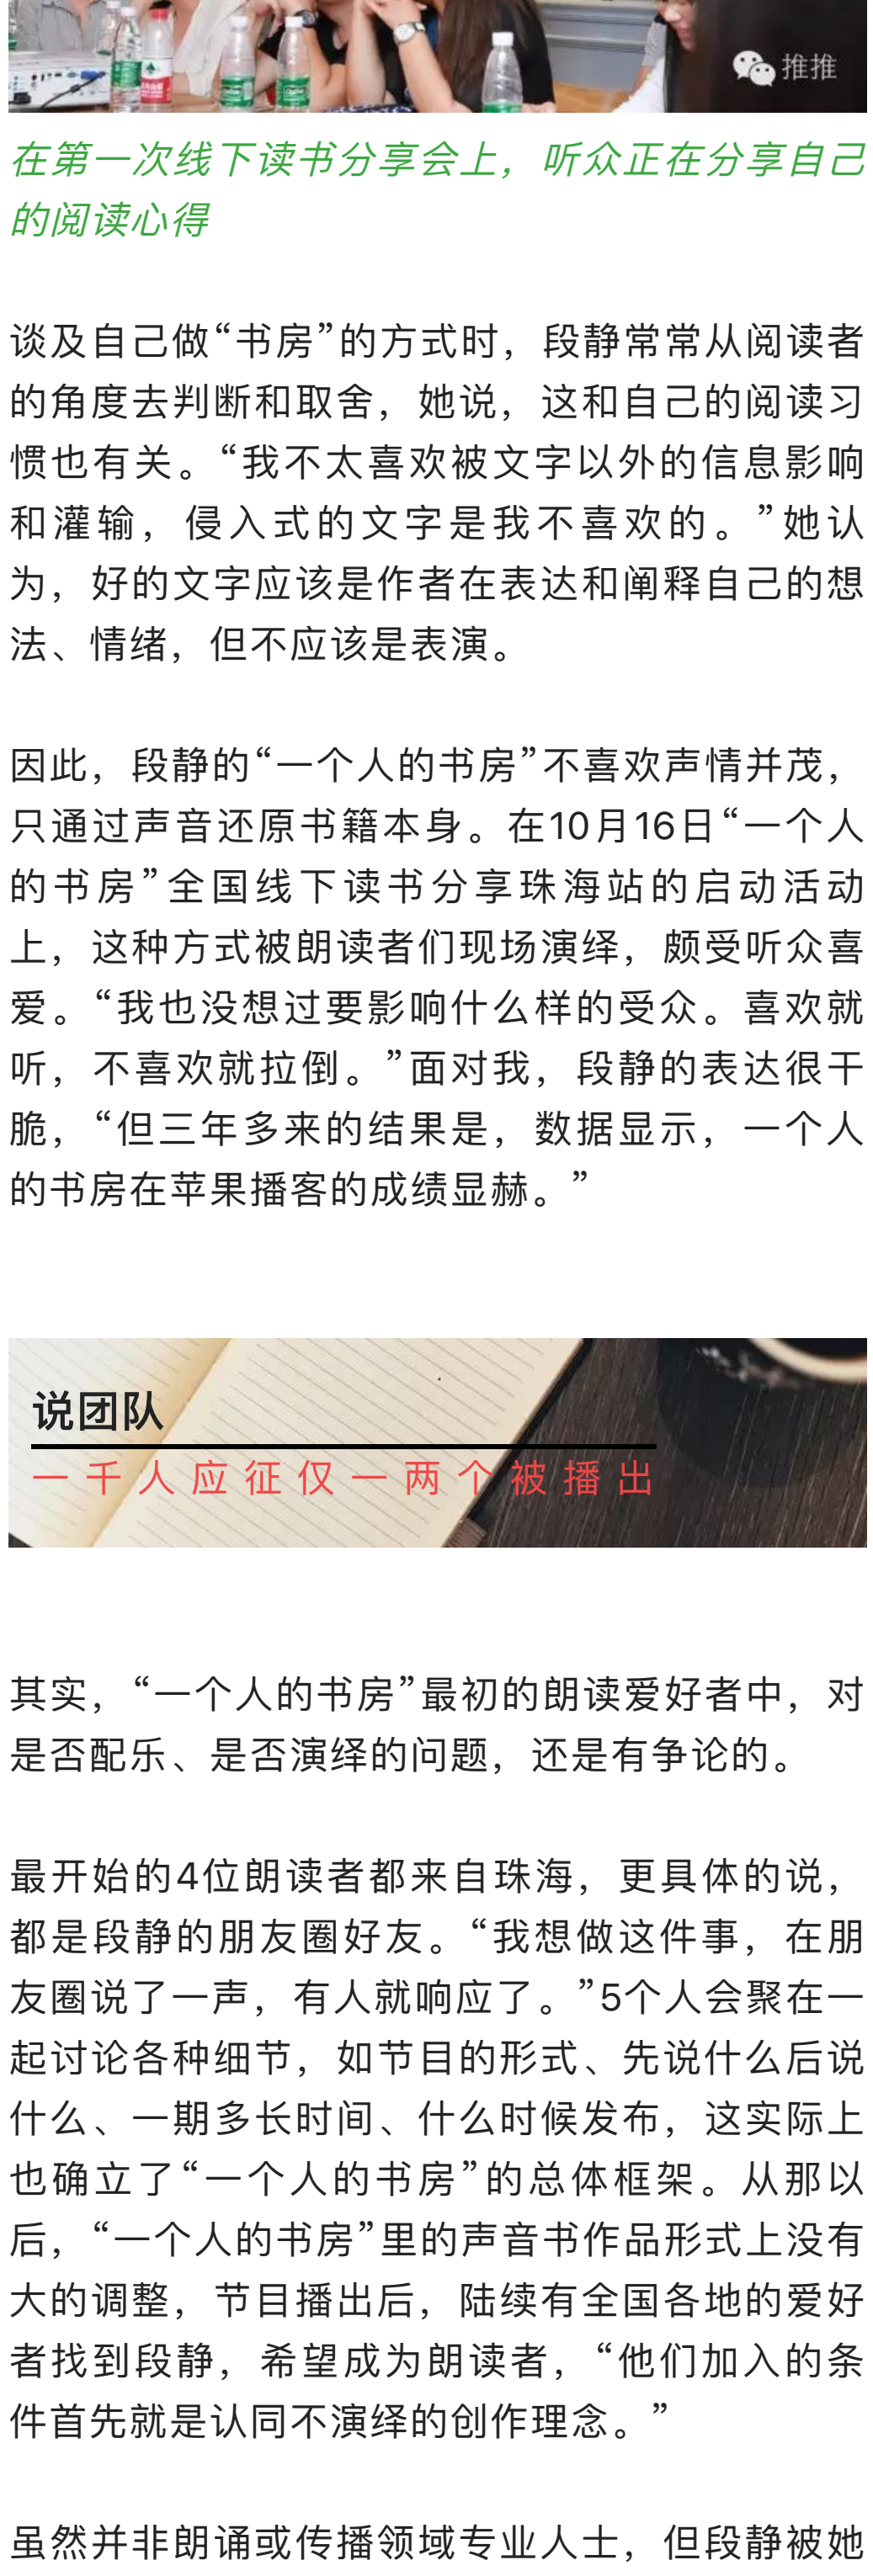 推推
在第一次线下读书分享会上，听众正在分享自己
的阅读心得
谈及自己做“书房”的方式时，段静常常从阅读者
的角度去判断和取舍，她说，这和自己的阅读习
惯也有关。“我不太喜欢被文字以外的信息影响
和灌输，侵入式的文字是我不喜欢的。”她认
为，好的文字应该是作者在表达和阐释自己的想
法、情绪，但不应该是表演。
因此，段静的“一个人的书房”不喜欢声情并茂，
只通过声音还原书籍本身。在10月16日“一个人
的书房”全国线下读书分享珠海站的启动活动
上，这种方式被朗读者们现场演绎，颇受听众喜
爱。“我也没想过要影响什么样的受众。喜欢就
听，不喜欢就拉倒。”面对我，段静的表达很干
脆，“但三年多来的结果是，数据显示，一个人
的书房在苹果播客的成绩显赫。”
说团队
一千人应征仅一两个被播出
其实，“一个人的书房”最初的朗读爱好者中，对
是否配乐、是否演绎的问题，还是有争论的。
最开始的4位朗读者都来自珠海，更具体的说，
都是段静的朋友圈好友。“我想做这件事，在朋
友圈说了一声，有人就响应了。”5个人会聚在一
起讨论各种细节，如节目的形式、先说什么后说
什么、一期多长时间、什么时候发布，这实际上
也确立了“一个人的书房”的总体框架。从那以
后，“一个人的书房”里的声音书作品形式上没有
大的调整，节目播出后，陆续有全国各地的爱好
者找到段静，希望成为朗读者，“他们加入的条
件首先就是认同不演绎的创作理念。”
虽然并非朗诵或传播领域专业人士，但段静被她